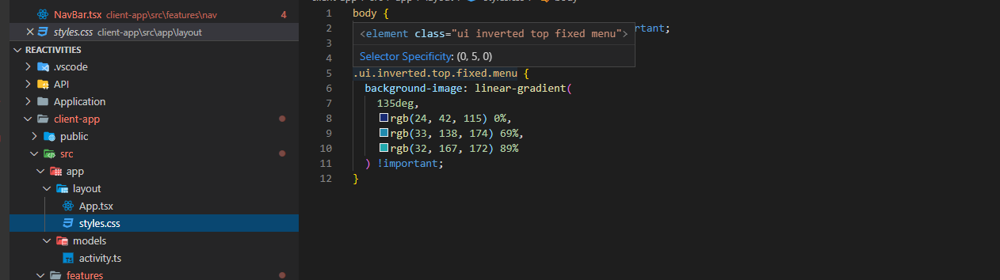 NavBar.tsx client-app\src\features\nav 4
styles.css client-app\src\app\layout
REACTIVITIES
.vscode
API
Application
client-app
public
src
app
layout
App.tsx
styles.css
models
activity.ts
features
1 body {
2 rtant;
<element class="ui inverted top fixed menu">
3
Selector Specificity: (0, 5, 0)
4
5 .ui.inverted.top.fixed.menu {
6 background-image: linear-gradient(
7 135deg,
8 rgb(24, 42, 115) 0%,
9 rgb(33, 138, 174) 69%,
10 rgb(32, 167, 172) 89%
11 ) !important;
12 }